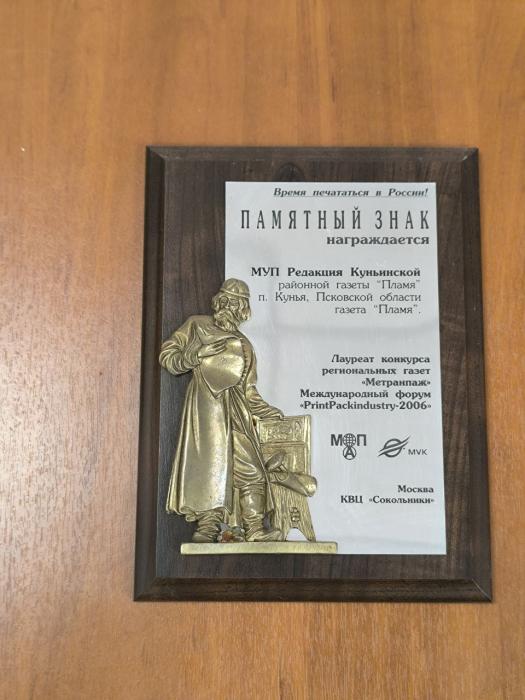 Время печататься в России!
ПАМЯТНЫЙ ЗНАК
награждается
МУП Редакция Куньинской
районной газеты "Пламя"
п. Кунья, Псковской области
газета "Пламя".
Лауреат конкурса
региональных газет
«Метранпаж»
Международный форум
«PrintPackindustry-2006»
МАП
MVK
Москва
КВЦ «Сокольники»